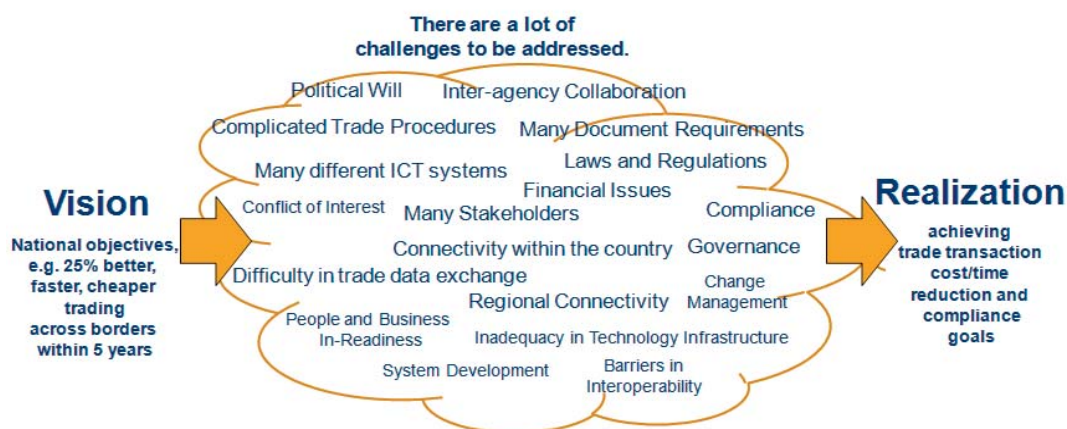 There are a lot of
challenges to be addressed.
Political Will
Inter-agency Collaboration
Complicated Trade Procedures
Many Document Requirements
Laws and Regulations
Many different ICT systems
Financial Issues
Vision
Realization
Conflict of Interest
Many Stakeholders
Compliance
National objectives,
e.g. 25% better,
faster, cheaper
trading
across borders
within 5 years
Connectivity within the country
Governance
achieving
trade transaction
cost/time
reduction and
compliance
goals
Difficulty in trade data exchange
Change
Management
Regional Connectivity
People and Business
In-Readiness
Inadequacy in Technology Infrastructure
System Development
Barriers in
Interoperability